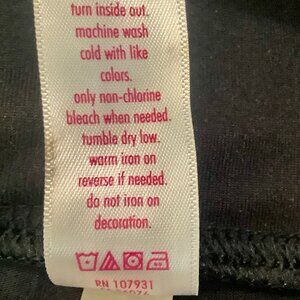 turn inside out.
machine wash
cold with like
colors.
only non-chlorine
bleach when needed.
tumble dry low.
warm iron on
reverse if needed.
do not iron on
decoration.
RN 107931